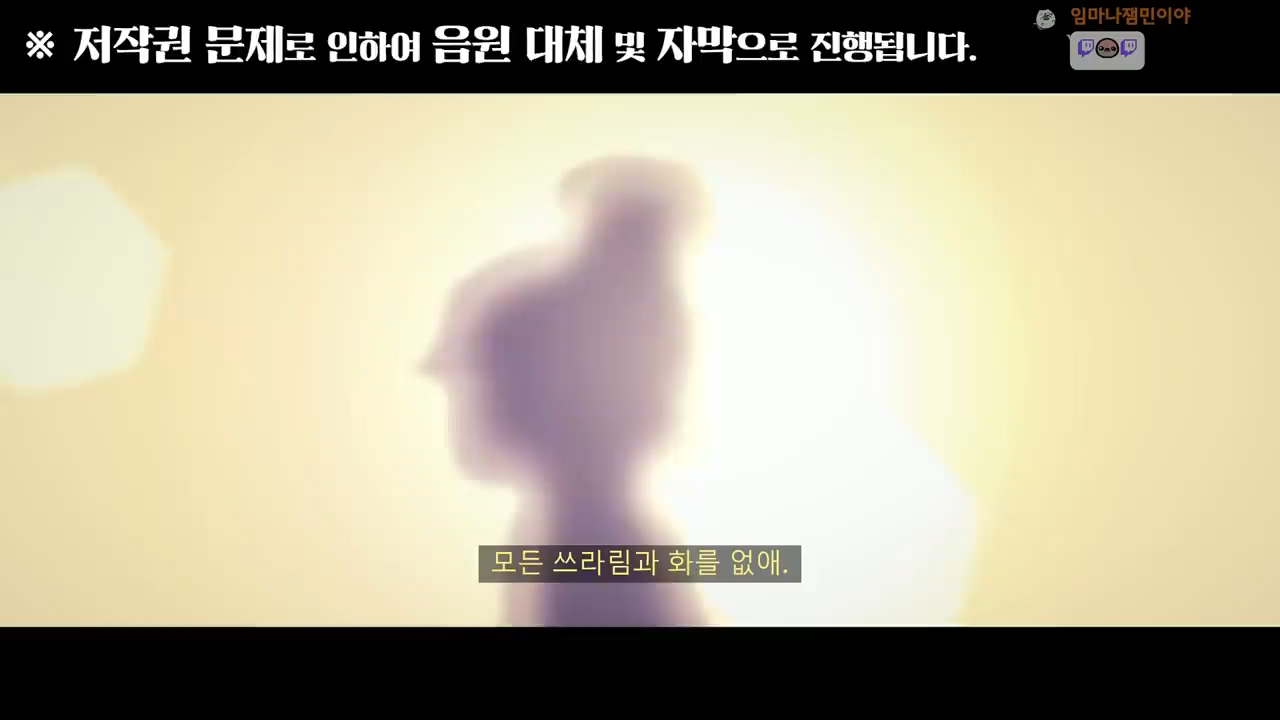 ※ 저작권 문제로 인하여 음원 대체 및 자막으로 진행됩니다.
임마나잼민이야
모든 쓰라림과 화를 없애.